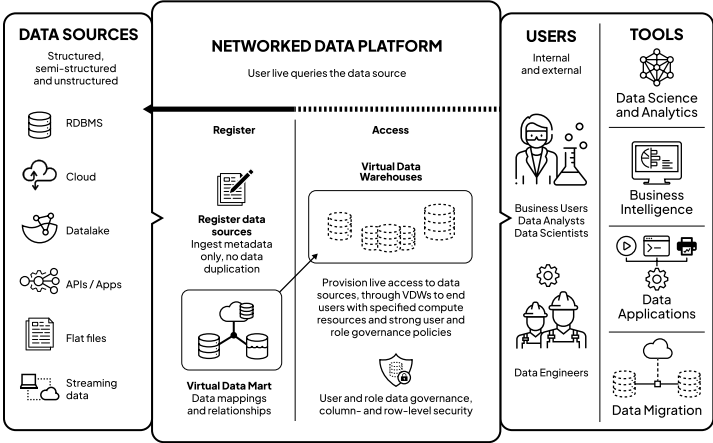 DATA SOURCES
Structured,
semi-structured
and unstructured
RDBMS
Cloud
Datalake
APIs / Apps
Flat files
Streaming
data
NETWORKED DATA PLATFORM
User live queries the data source
Register
Register data
sources
Ingest metadata
only, no data
duplication
Virtual Data Mart
Data mappings
and relationships
Access
Virtual Data
Warehouses
Provision live access to data
sources, through VDWs to end
users with specified compute
resources and strong user and
role governance policies
User and role data governance,
column- and row-level security
USERS
Internal
and external
Business Users
Data Analysts
Data Scientists
Data Engineers
TOOLS
Data Science
and Analytics
Business
Intelligence
Data
Applications
Data Migration